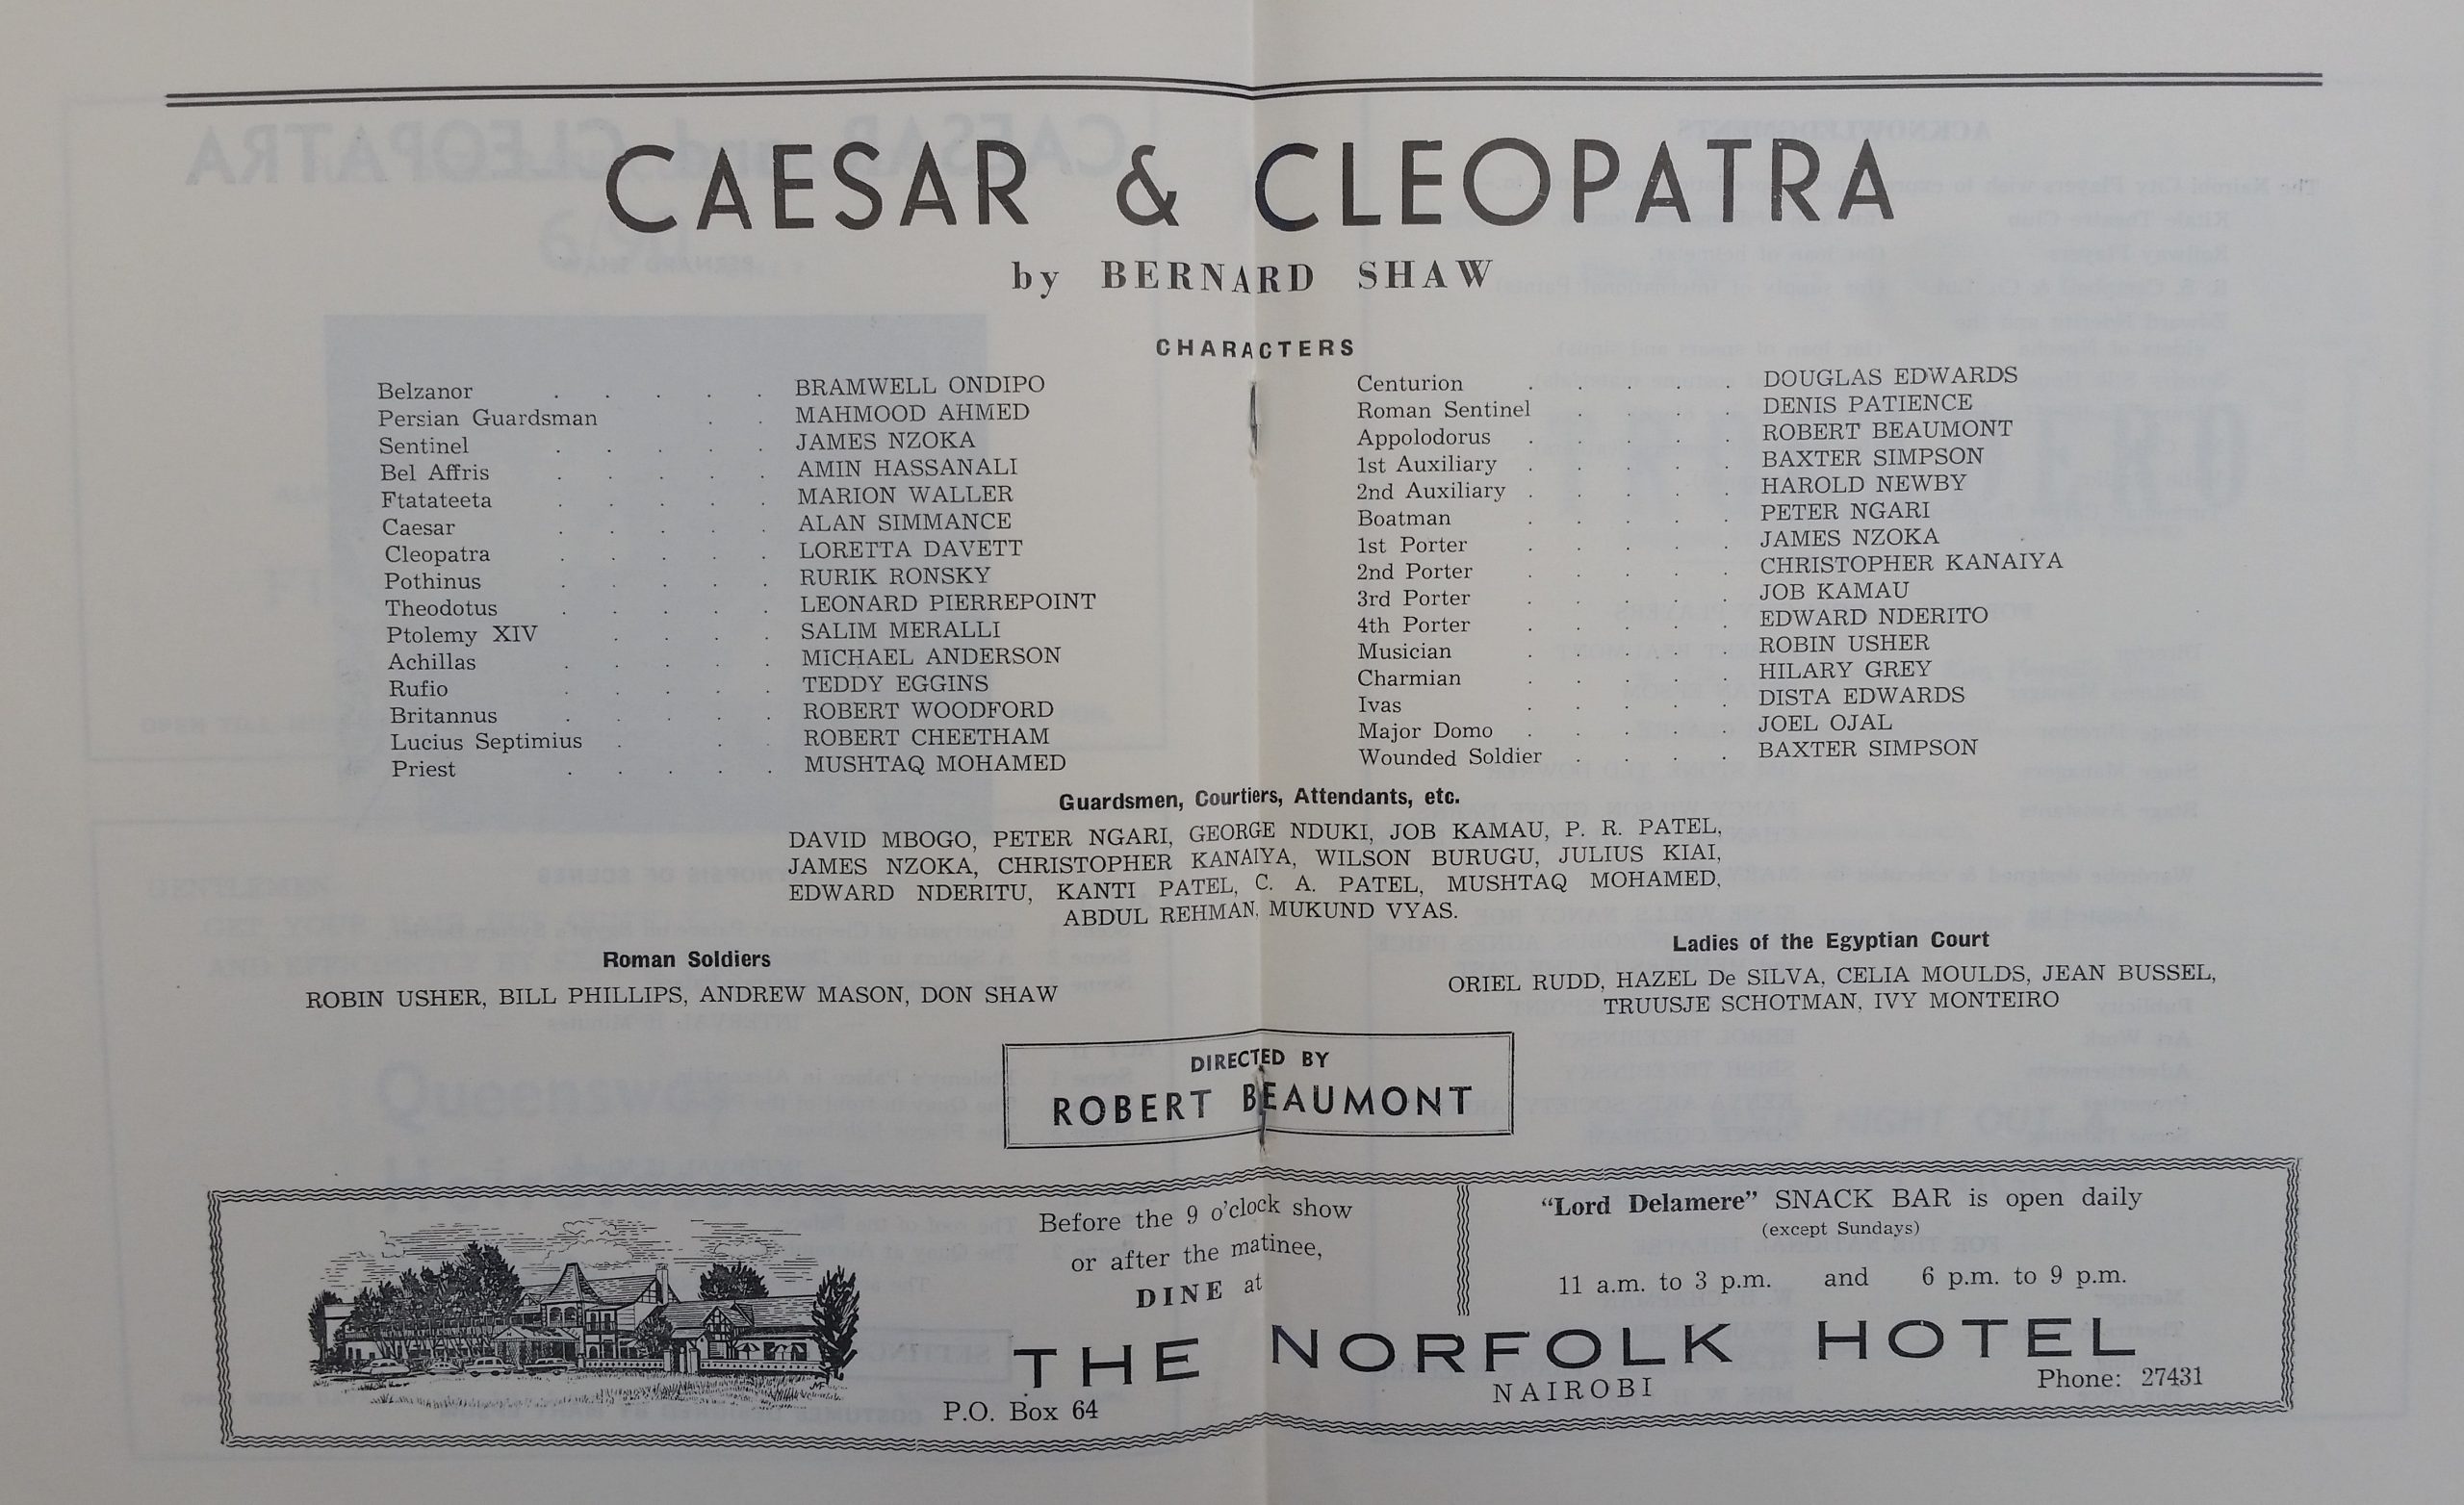 CAESAR & CLEOPATRA
by BERNARD SHAW
CHARACTERS
Belzanor . . . . . BRAMWELL ONDIPO
Persian Guardsman . . MAHMOOD AHMED
Sentinel . . . . . JAMES NZOKA
Bel Affris . . . . . AMIN HASSANALI
Ftatateeta . . . . . MARION WALLER
Caesar . . . . . ALAN SIMMANCE
Cleopatra . . . . . LORETTA DAVETT
Pothinus . . . . . RURIK RONSKY
Theodotus . . . . . LEONARD PIERREPOINT
Ptolemy XIV . . . . SALIM MERALLI
Achillas . . . . . MICHAEL ANDERSON
Rufio . . . . . TEDDY EGGINS
Britannus . . . . . ROBERT WOODFORD
Lucius Septimius . . . ROBERT CHEETHAM
Priest . . . . . MUSHTAQ MOHAMED
Centurion . . . . . DOUGLAS EDWARDS
Roman Sentinel . . . . DENIS PATIENCE
Appolodorus . . . . . ROBERT BEAUMONT
1st Auxiliary . . . . . BAXTER SIMPSON
2nd Auxiliary . . . . . HAROLD NEWBY
Boatman . . . . . PETER NGARI
1st Porter . . . . . JAMES NZOKA
2nd Porter . . . . . CHRISTOPHER KANAIYA
3rd Porter . . . . . JOB KAMAU
4th Porter . . . . . EDWARD NDERITO
Musician . . . . . ROBIN USHER
Charmian . . . . . HILARY GREY
Ivas . . . . . DISTA EDWARDS
Major Domo . . . . . JOEL OJAL
Wounded Soldier . . . . BAXTER SIMPSON
Guardsmen, Courtiers, Attendants, etc.
DAVID MBOGO, PETER NGARI, GEORGE NDUKI, JOB KAMAU, P. R. PATEL,
JAMES NZOKA, CHRISTOPHER KANAIYA, WILSON BURUGU, JULIUS KIAI,
EDWARD NDERITU, KANTI PATEL, C. A. PATEL, MUSHTAQ MOHAMED,
ABDUL REHMAN, MUKUND VYAS.
Roman Soldiers
ROBIN USHER, BILL PHILLIPS, ANDREW MASON, DON SHAW
Ladies of the Egyptian Court
ORIEL RUDD, HAZEL De SILVA, CELIA MOULDS, JEAN BUSSEL,
TRUUSJE SCHOTMAN, IVY MONTEIRO
DIRECTED BY
ROBERT BEAUMONT
Before the 9 o'clock show
or after the matinee,
DINE at
"Lord Delamere" SNACK BAR is open daily
(except Sundays)
11 a.m. to 3 p.m. and 6 p.m. to 9 p.m.
THE NORFOLK HOTEL
P.O. Box 64
NAIROBI
Phone: 27431